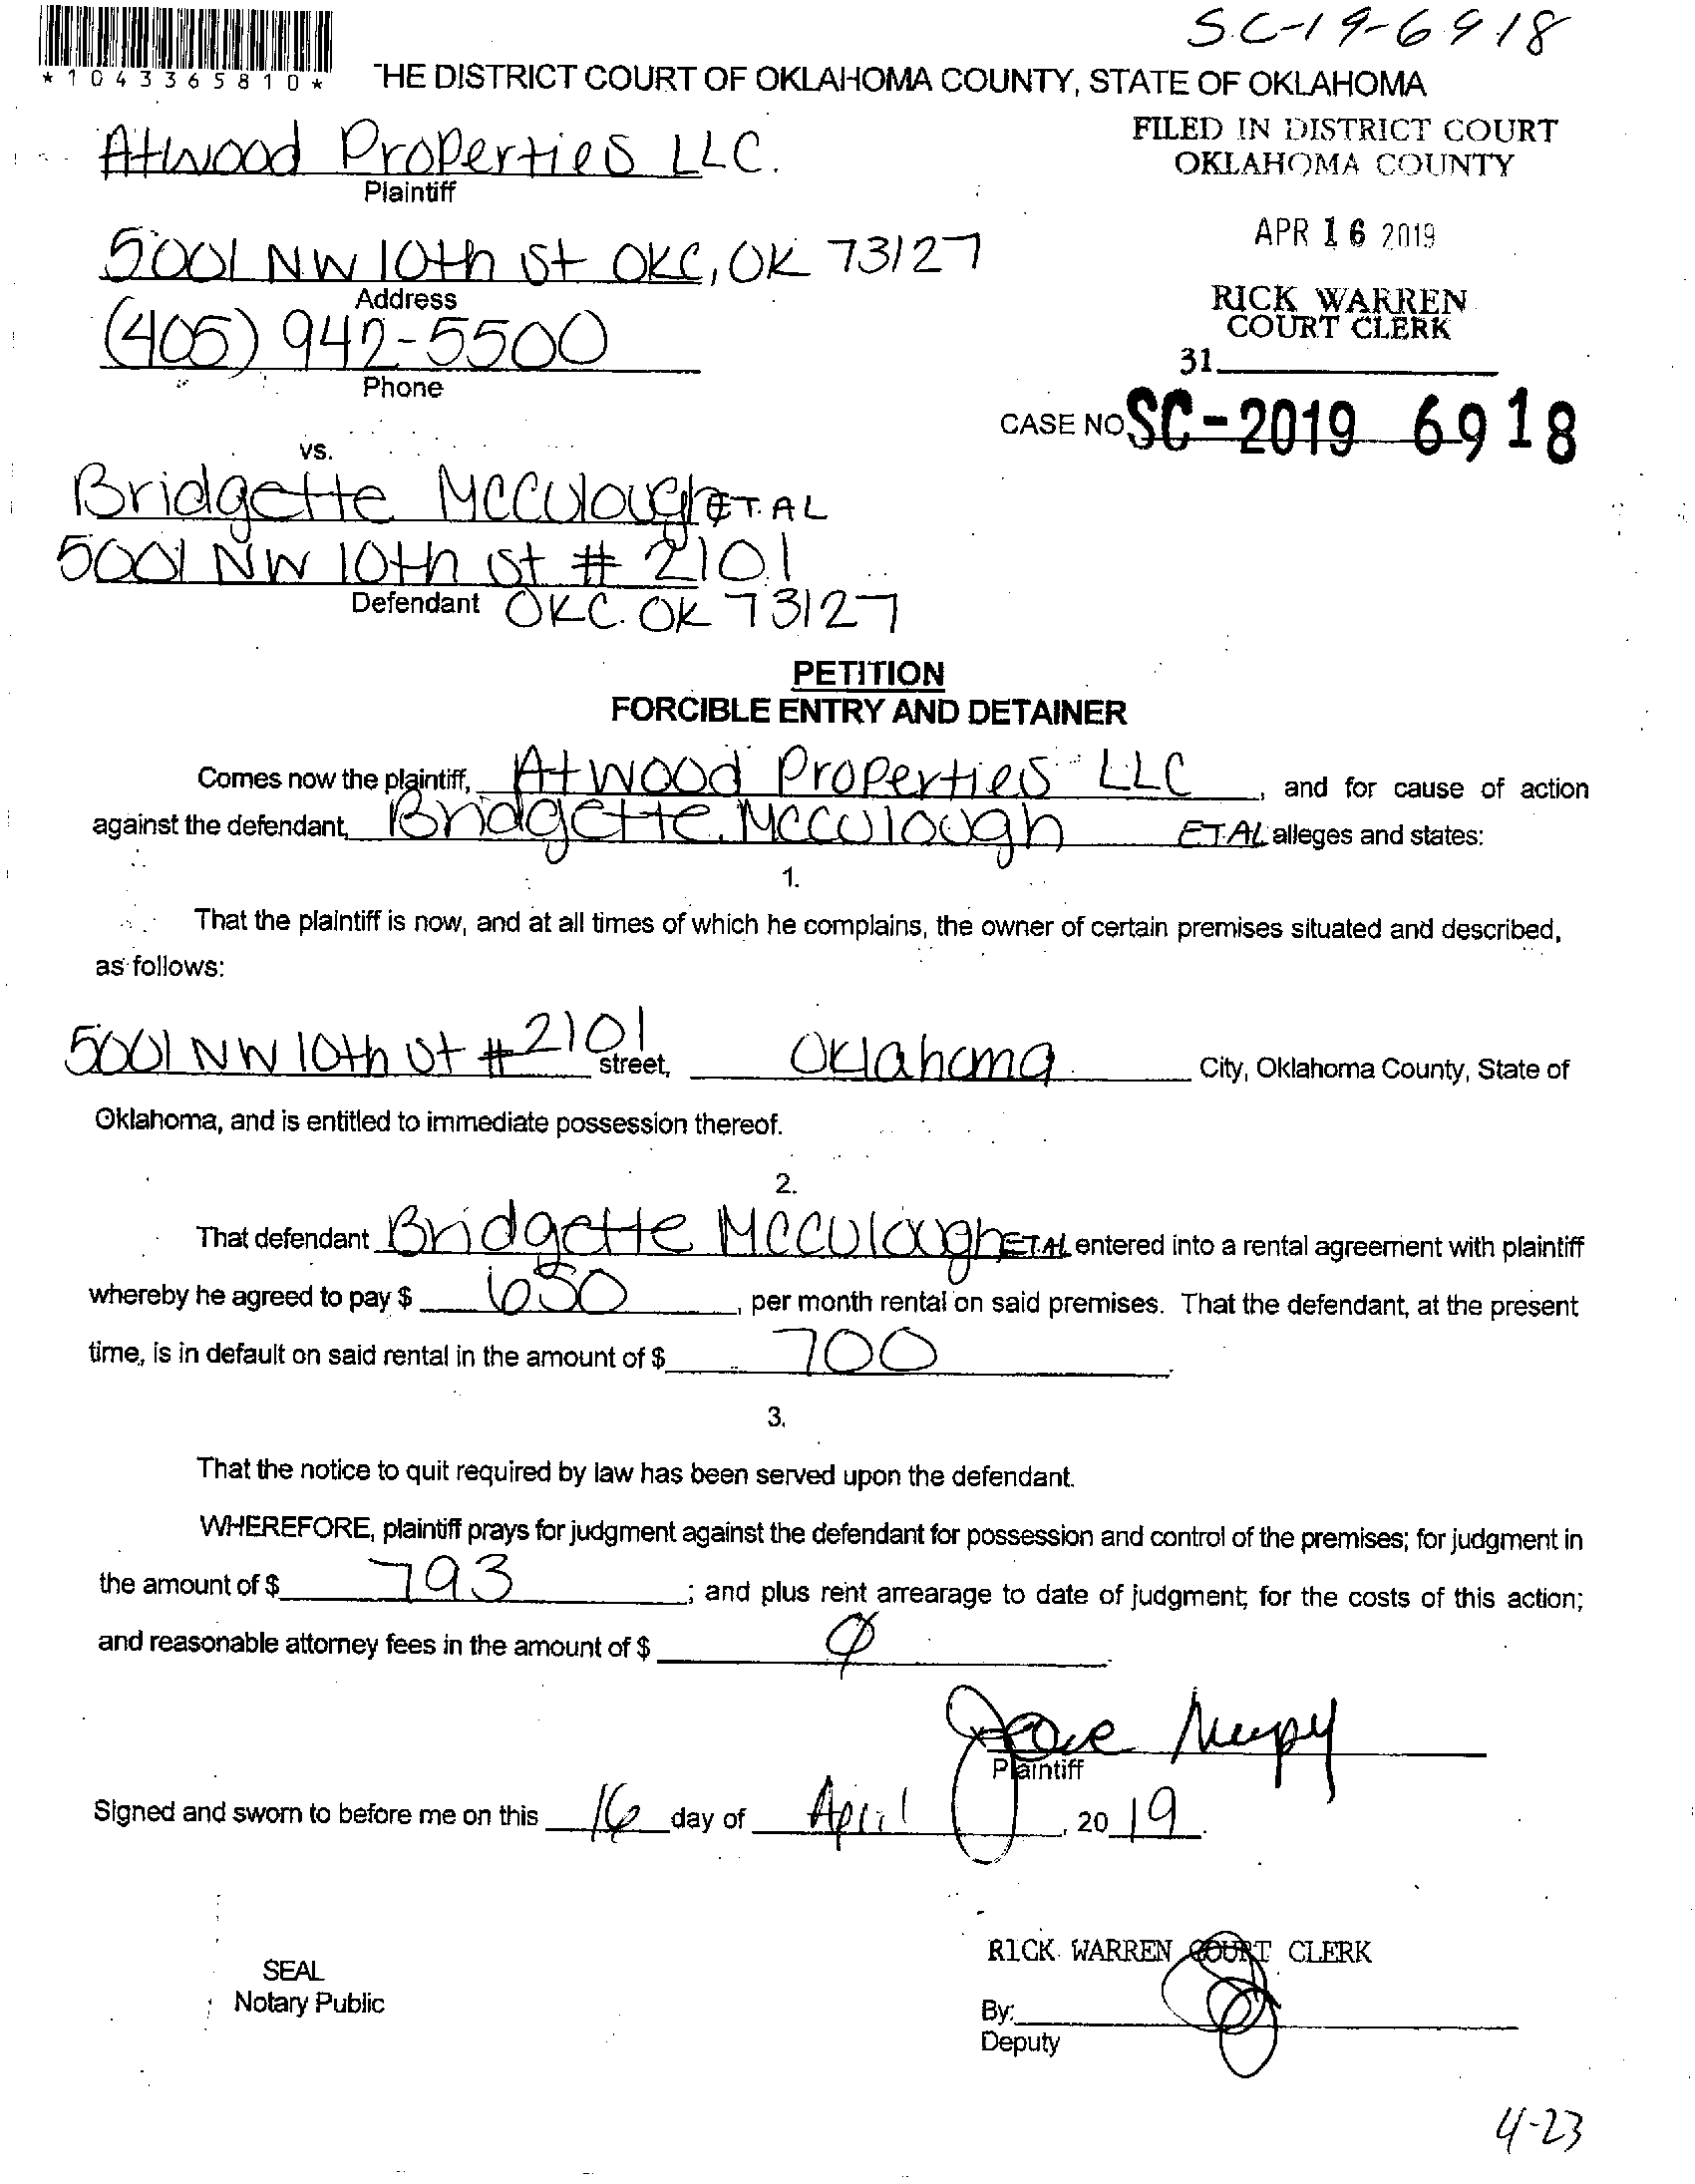 SC-19-6918
*1043365810*
THE DISTRICT COURT OF OKLAHOMA COUNTY, STATE OF OKLAHOMA
FILED IN DISTRICT COURT
OKLAHOMA COUNTY
Atwood Properties LLC.
Plaintiff
APR 16 2019
5001 NW 10th St OKC, OK 73127
Address
RICK WARREN
COURT CLERK
(405) 942-5500
Phone
31
CASE NO SC-2019 6918
vs.
Bridgette McCulough ET. AL
5001 NW 10th St # 2101
Defendant OKC. OK 73127
PETITION
FORCIBLE ENTRY AND DETAINER
Comes now the plaintiff, Atwood Properties LLC, and for cause of action
against the defendant, Bridgette McCulough ET.AL alleges and states:
1.
That the plaintiff is now, and at all times of which he complains, the owner of certain premises situated and described,
as follows:
5001 NW 10th St # 2101 street, Oklahoma City, Oklahoma County, State of
Oklahoma, and is entitled to immediate possession thereof.
2.
That defendant Bridgette McCulough ET.AL entered into a rental agreement with plaintiff
whereby he agreed to pay $ 650, per month rental on said premises. That the defendant, at the present
time, is in default on said rental in the amount of $ 700
3.
That the notice to quit required by law has been served upon the defendant.
WHEREFORE, plaintiff prays for judgment against the defendant for possession and control of the premises; for judgment in
the amount of $ 793; and plus rent arrearage to date of judgment; for the costs of this action;
and reasonable attorney fees in the amount of $ 0
Plaintiff
Signed and sworn to before me on this 16 day of April, 2019.
RICK WARREN COURT CLERK
SEAL
Notary Public
By:
Deputy
4-23